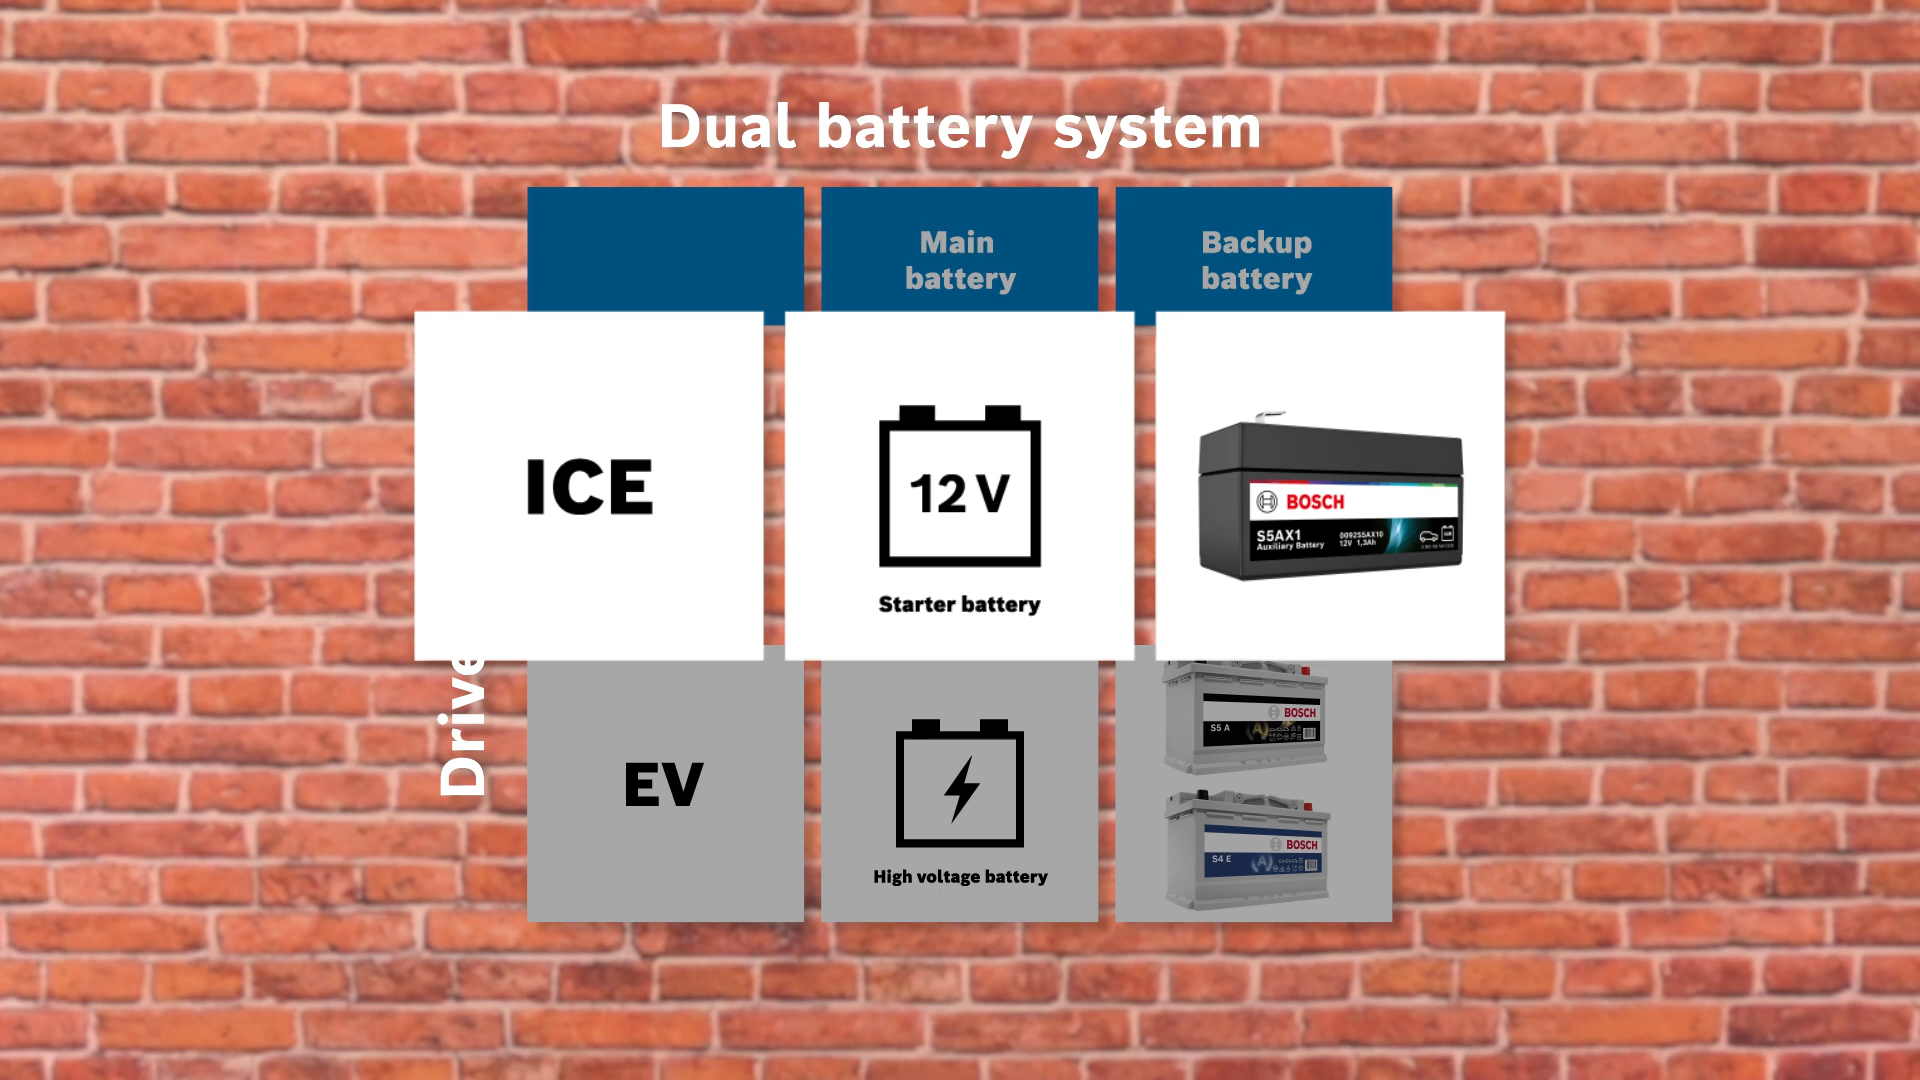 Dual battery system
Main
battery
Backup
battery
ICE
12 V
Starter battery
BOSCH
S5AX1
Auxiliary Battery
0092S5AX10
12V 1,3Ah
Drive
EV
High voltage battery
BOSCH
S5 A
BOSCH
S4 E